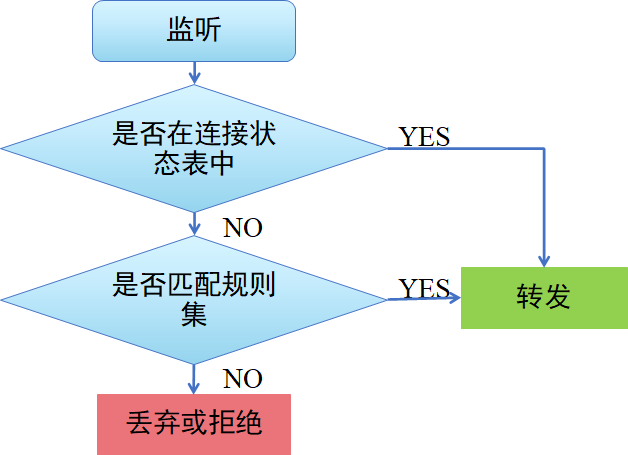 监听
是否在连接状
态表中
YES
NO
是否匹配规则
集
YES
转发
NO
丢弃或拒绝